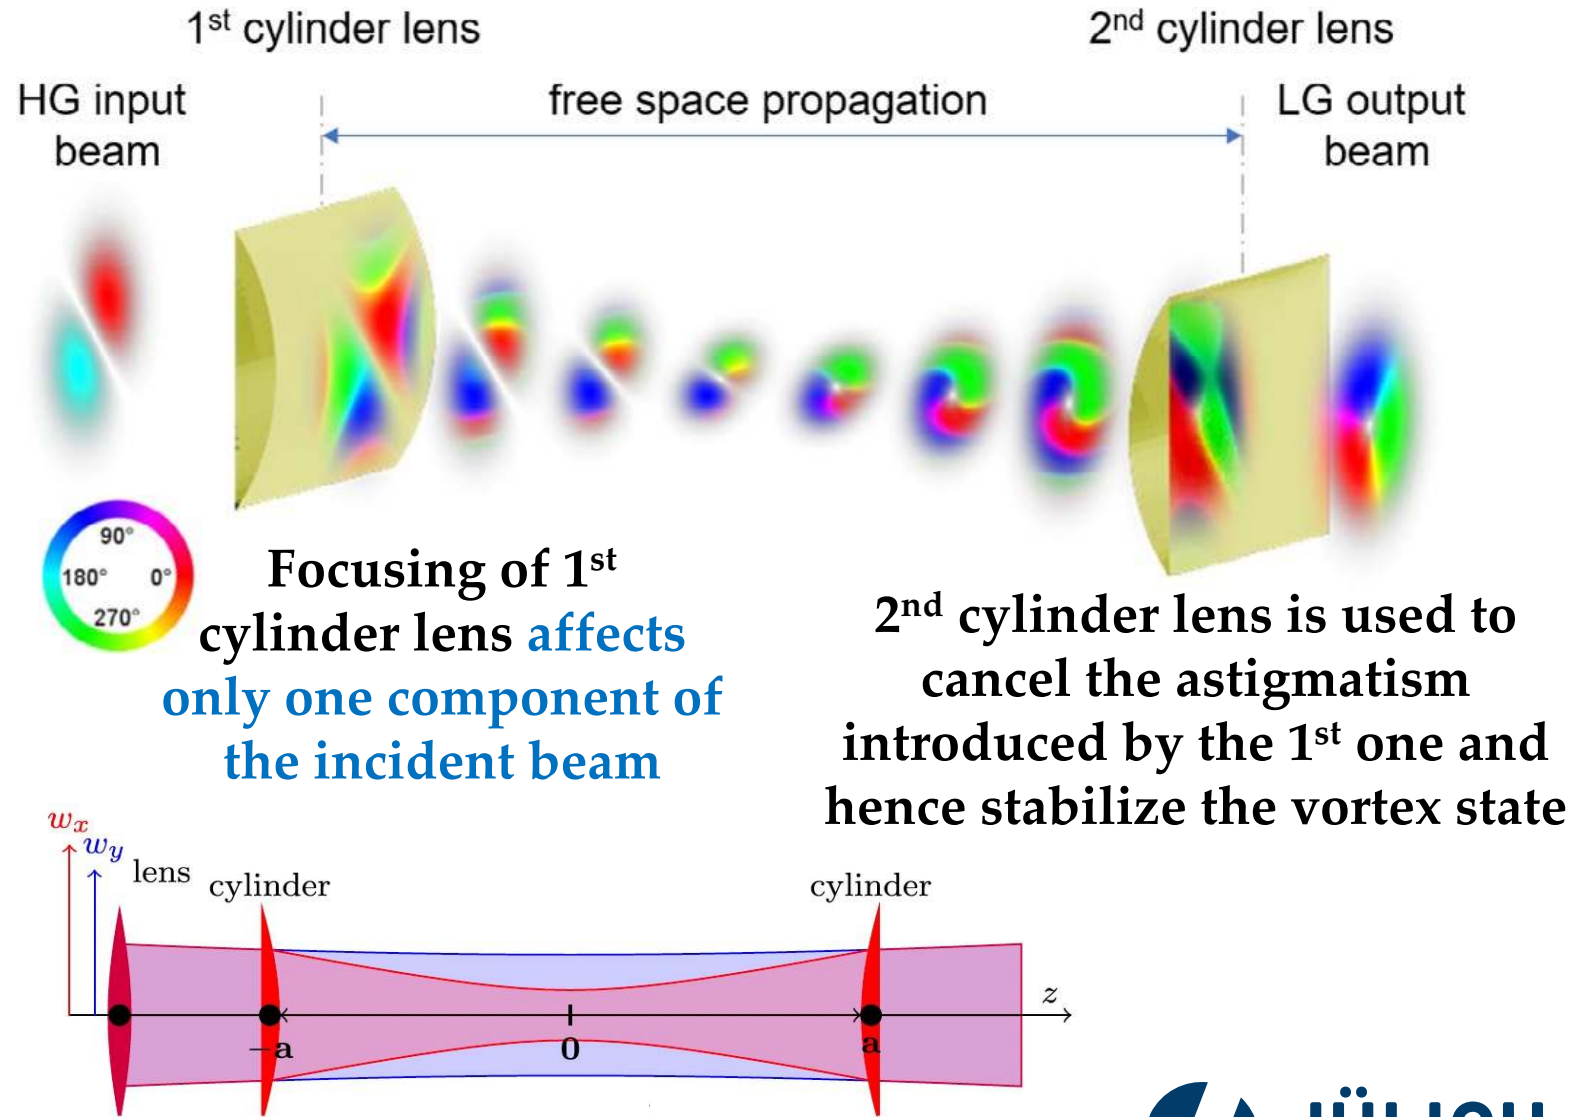 1st cylinder lens
2nd cylinder lens
HG input
beam
free space propagation
LG output
beam
90°
180° 0°
270°
Focusing of 1st
cylinder lens affects
only one component of
the incident beam
2nd cylinder lens is used to
cancel the astigmatism
introduced by the 1st one and
hence stabilize the vortex state
wx
wy
lens
cylinder
cylinder
z
−a
0
a